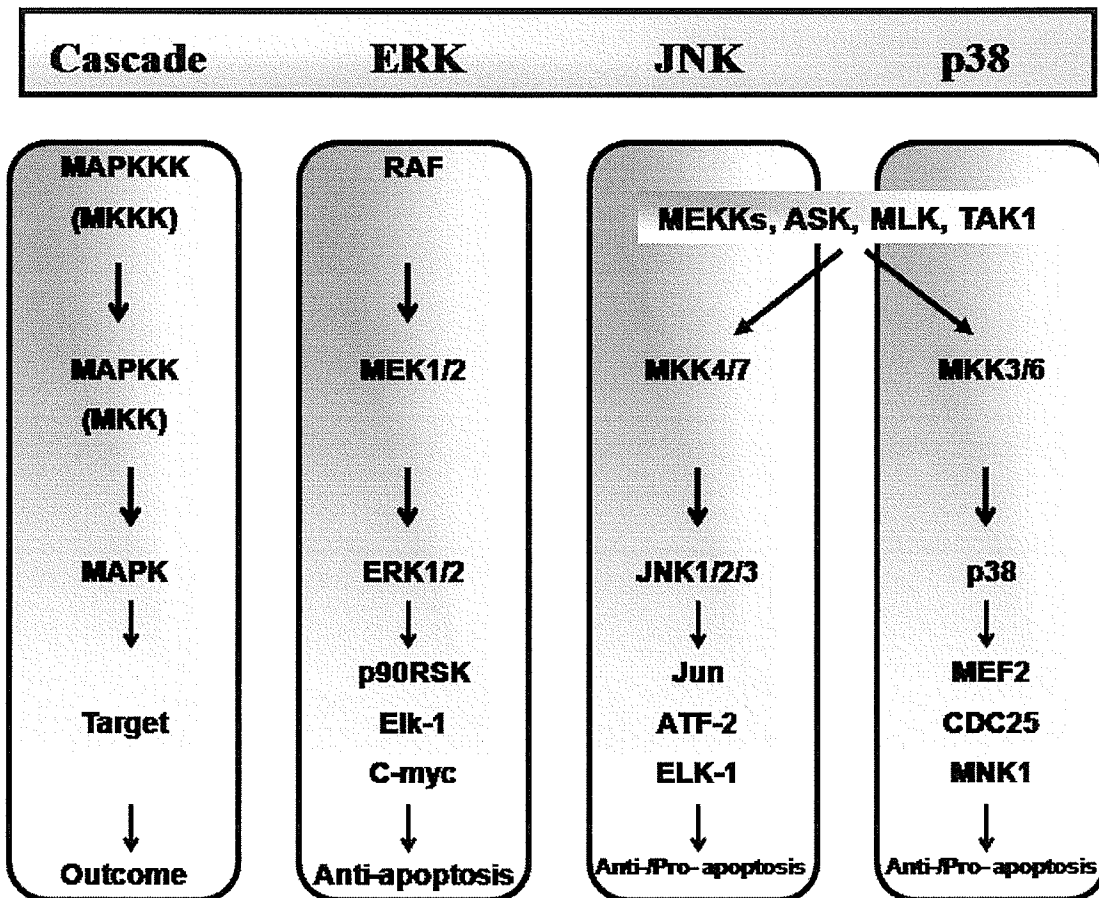 Cascade ERK JNK p38
MAPKKK
(MKKK)
MAPKK
(MKK)
MAPK
Target
Outcome
RAF
MEK1/2
ERK1/2
p90RSK
Elk-1
C-myc
Anti-apoptosis
MEKKs, ASK, MLK, TAK1
MKK4/7
JNK1/2/3
Jun
ATF-2
ELK-1
Anti-/Pro-apoptosis
MKK3/6
p38
MEF2
CDC25
MNK1
Anti-/Pro-apoptosis